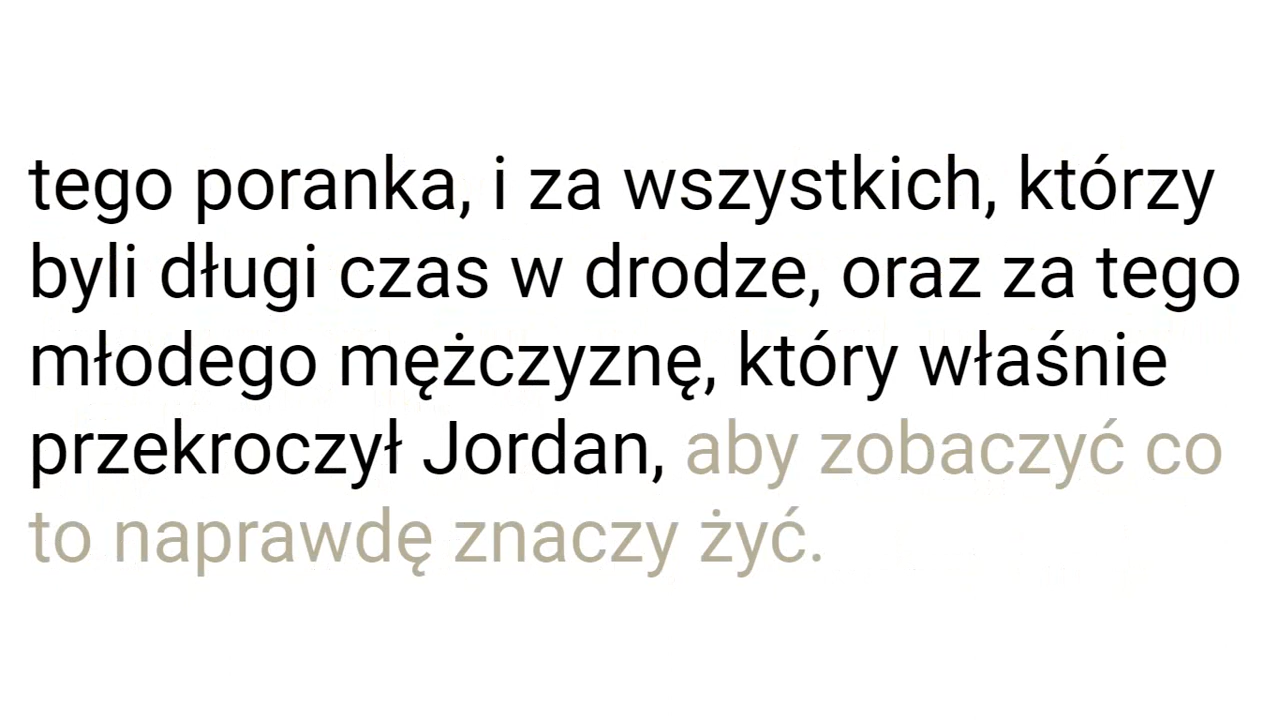 tego poranka, i za wszystkich, którzy
byli długi czas w drodze, oraz za tego
młodego mężczyznę, który właśnie
przekroczył Jordan, aby zobaczyć co
to naprawdę znaczy żyć.